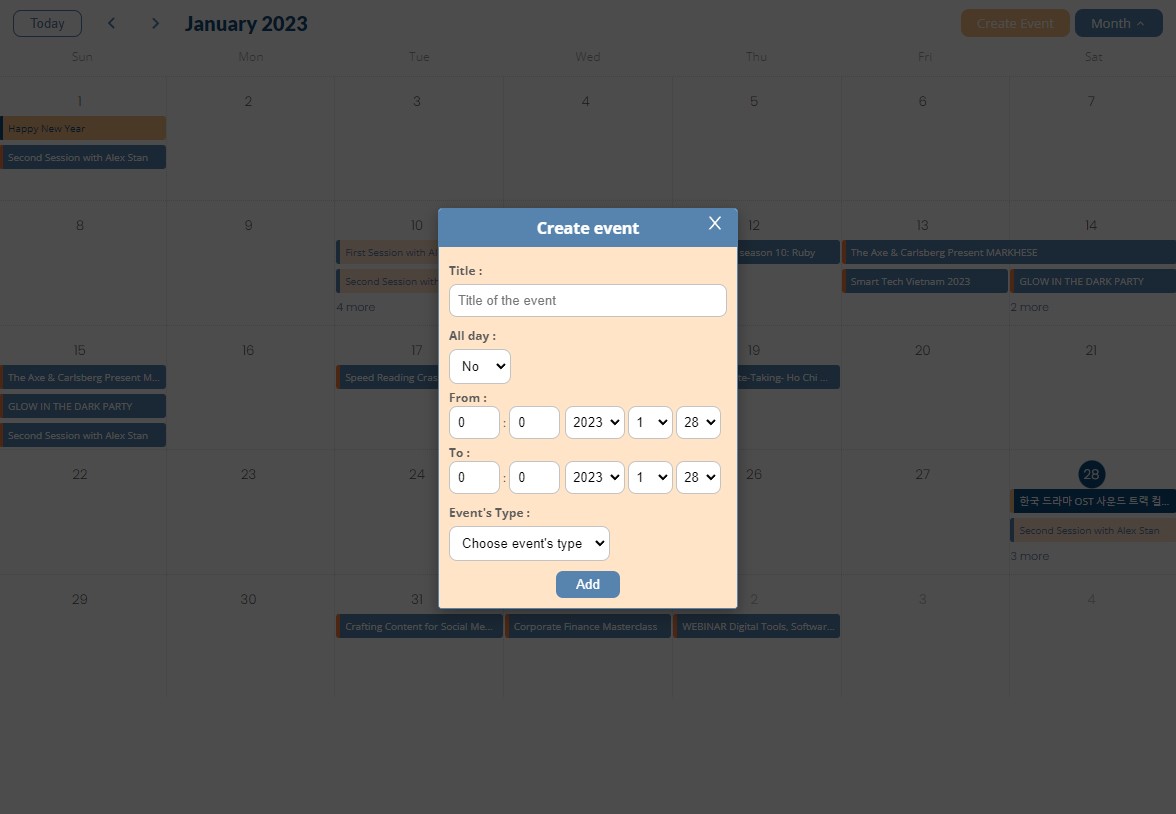 Today
January 2023
Create Event
Month
Sun Mon Tue Wed Thu Fri Sat
1 2 3 4 5 6 7
Happy New Year
Second Session with Alex Stan
8 9 10 12 13 14
First Session with Al
season 10: Ruby
The Axe & Carlsberg Present MARKHESE
Second Session with
Smart Tech Vietnam 2023
GLOW IN THE DARK PARTY
4 more
2 more
Create event
X
Title :
Title of the event
All day :
No
From :
0 : 0 2023 1 28
To :
0 : 0 2023 1 28
Event's Type :
Choose event's type
Add
15 16 17 19 20 21
The Axe & Carlsberg Present M...
Speed Reading Cras
te-Taking- Ho Chi ...
GLOW IN THE DARK PARTY
Second Session with Alex Stan
22 23 24 26 27 28
한국 드라마 OST 사운드 트랙 컬...
Second Session with Alex Stan
3 more
29 30 31 2 3 4
Crafting Content for Social Me...
Corporate Finance Masterclass
WEBINAR Digital Tools, Softwar...